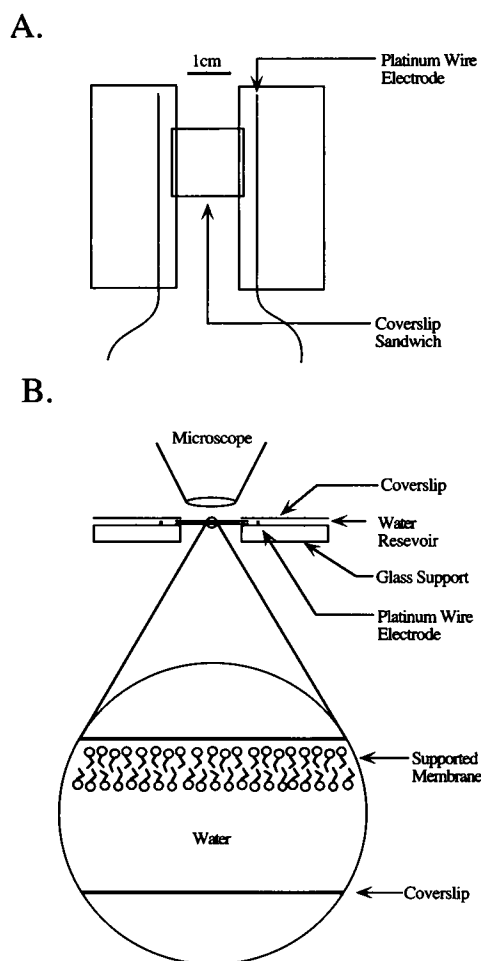 A.
1cm
Platinum Wire
Electrode
Coverslip
Sandwich
B.
Microscope
Coverslip
Water
Resevoir
Glass Support
Platinum Wire
Electrode
Supported
Membrane
Water
Coverslip